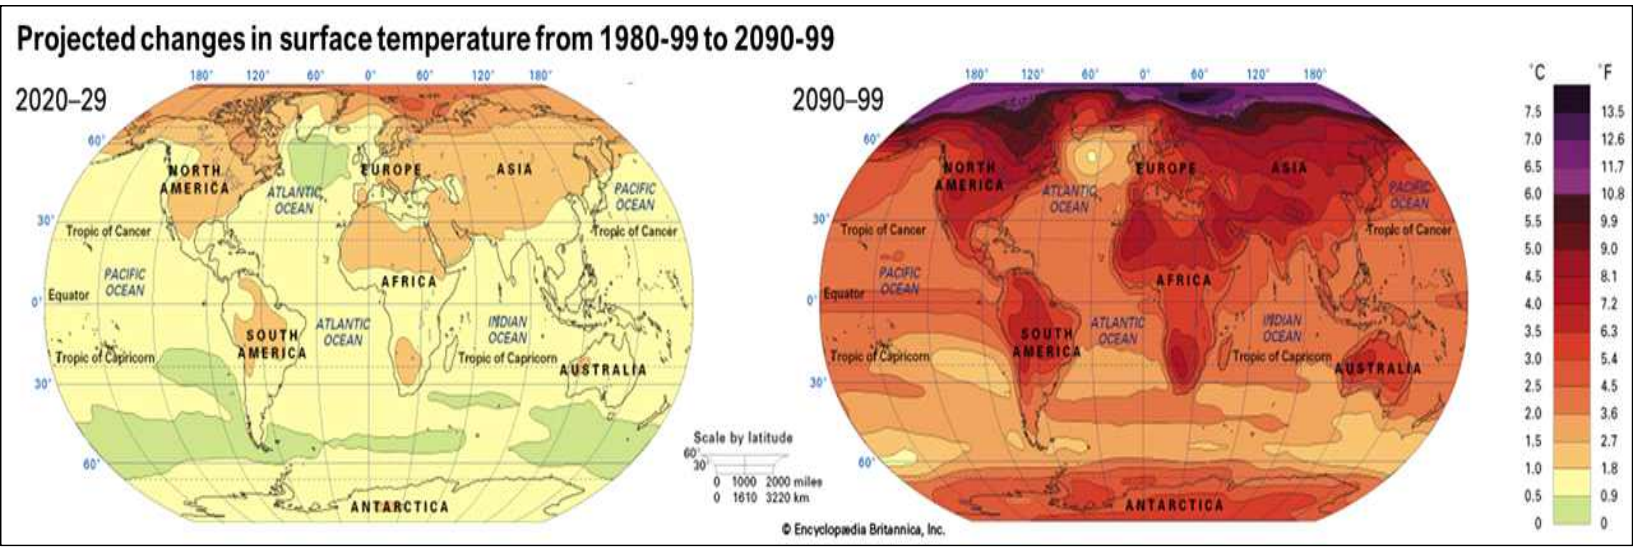 Projected changes in surface temperature from 1980-99 to 2090-99
180° 120° 60° 0° 60° 120° 180°
2020–29
60°
NORTH
AMERICA
EUROPE
ASIA
ATLANTIC
OCEAN
PACIFIC
OCEAN
30°
Tropic of Cancer
Tropic of Cancer
PACIFIC
OCEAN
AFRICA
0°
Equator
SOUTH
AMERICA
ATLANTIC
OCEAN
INDIAN
OCEAN
Tropic of Capricorn
Tropic of Capricorn
AUSTRALIA
30°
60°
ANTARCTICA
Scale by latitude
60°
30°
0 1000 2000 miles
0 1610 3220 km
180° 120° 60° 0° 60° 120° 180°
2090–99
60°
NORTH
AMERICA
EUROPE
ASIA
ATLANTIC
OCEAN
PACIFIC
OCEAN
30°
Tropic of Cancer
Tropic of Cancer
PACIFIC
OCEAN
AFRICA
0°
Equator
SOUTH
AMERICA
ATLANTIC
OCEAN
INDIAN
OCEAN
Tropic of Capricorn
Tropic of Capricorn
AUSTRALIA
30°
60°
ANTARCTICA
© Encyclopædia Britannica, Inc.
°C °F
7.5 13.5
7.0 12.6
6.5 11.7
6.0 10.8
5.5 9.9
5.0 9.0
4.5 8.1
4.0 7.2
3.5 6.3
3.0 5.4
2.5 4.5
2.0 3.6
1.5 2.7
1.0 1.8
0.5 0.9
0 0